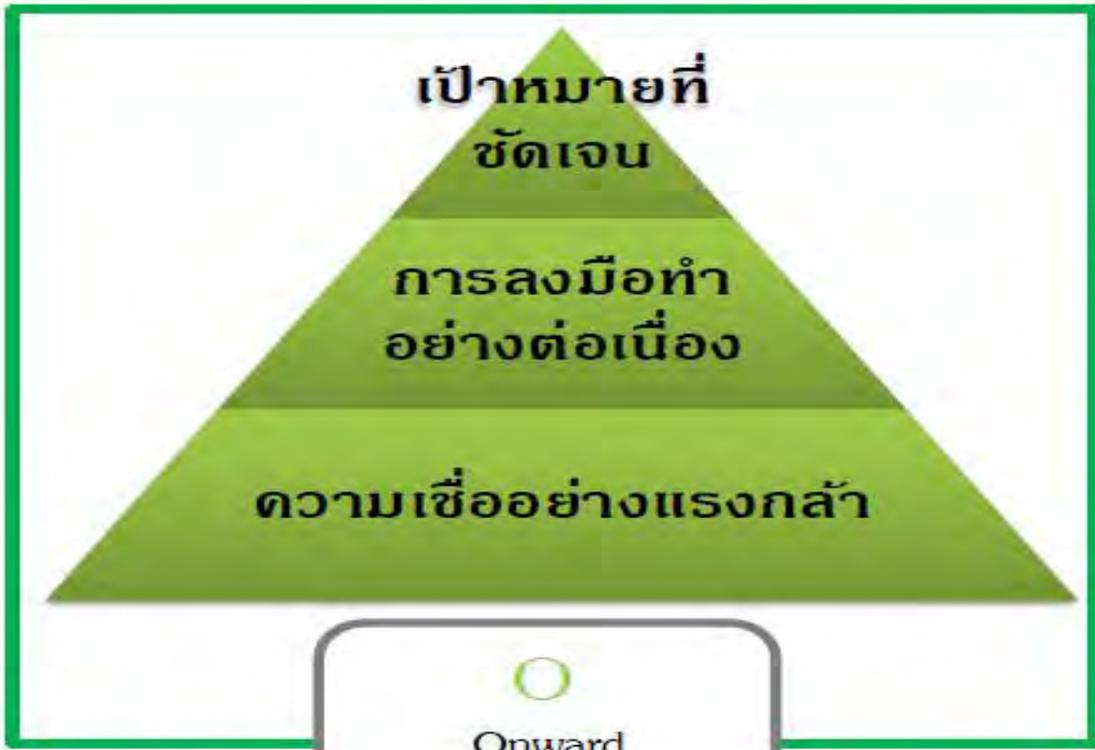 เป้าหมายที่
ชัดเจน
การลงมือทำ
อย่างต่อเนื่อง
ความเชื่ออย่างแรงกล้า
O
Onward